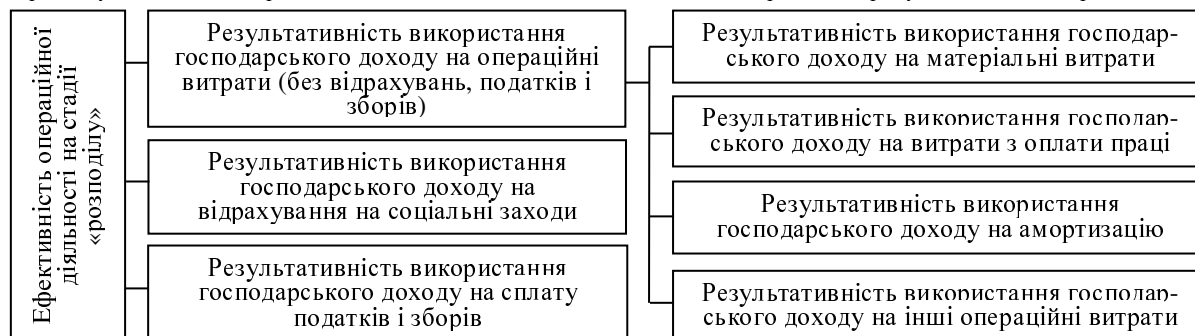 Ефективність операційної
діяльності на стадії
«розподілу»
Результативність використання
господарського доходу на операційні
витрати (без відрахувань, податків і
зборів)
Результативність використання
господарського доходу на
відрахування на соціальні заходи
Результативність використання
господарського доходу на сплату
податків і зборів
Результативність використання господар-
ського доходу на матеріальні витрати
Результативність використання господар-
ського доходу на витрати з оплати праці
Результативність використання
господарського доходу на амортизацію
Результативність використання господар-
ського доходу на інші операційні витрати